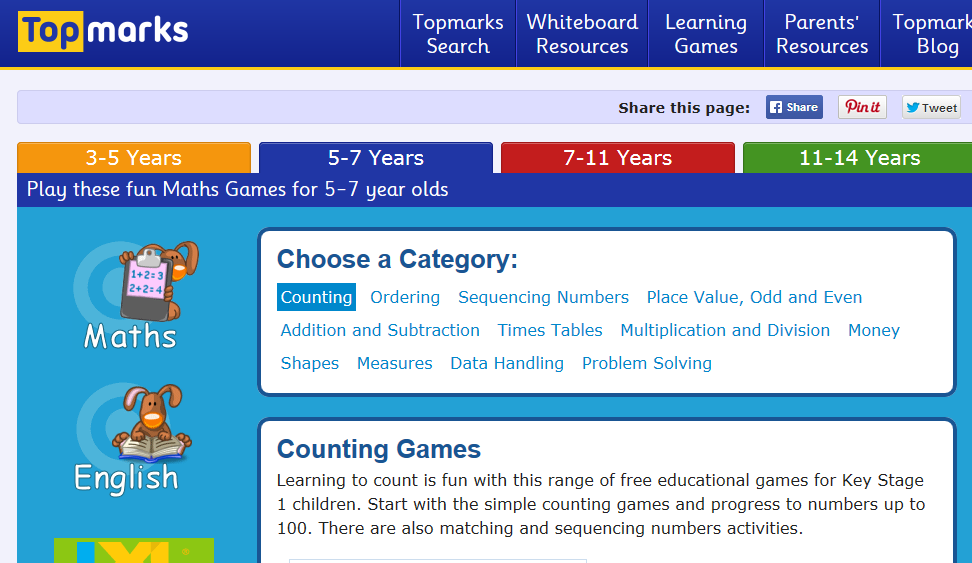 Topmarks
Topmarks
Search
Whiteboard
Resources
Learning
Games
Parents'
Resources
Topmark
Blog
Share this page:
Share
Pin it
Tweet
3-5 Years
5-7 Years
7-11 Years
11-14 Years
Play these fun Maths Games for 5-7 year olds
1+2=3
2+2=4
Maths
English
Choose a Category:
Counting Ordering Sequencing Numbers Place Value, Odd and Even
Addition and Subtraction Times Tables Multiplication and Division Money
Shapes Measures Data Handling Problem Solving
Counting Games
Learning to count is fun with this range of free educational games for Key Stage
1 children. Start with the simple counting games and progress to numbers up to
100. There are also matching and sequencing numbers activities.